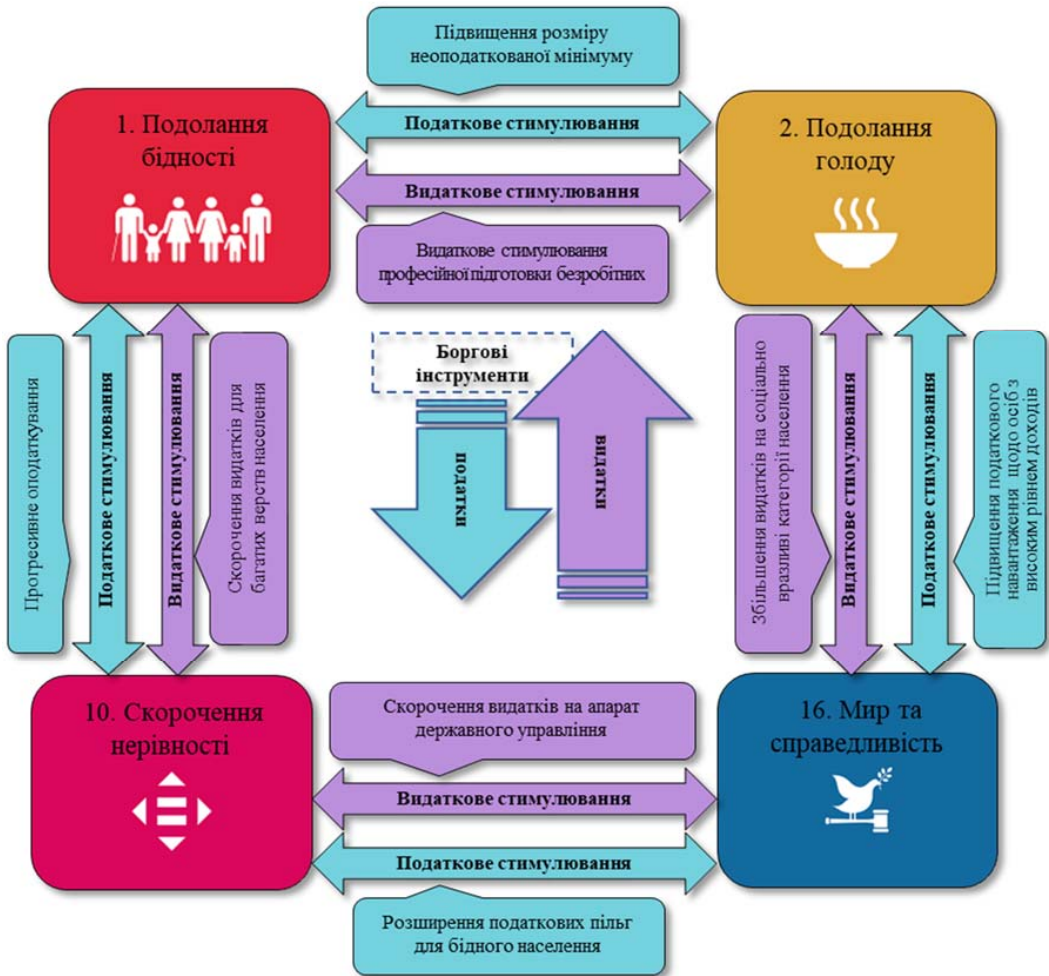 Підвищення розміру
неоподаткованої мінімуму
1. Подолання
бідності
Податкове стимулювання
Видаткове стимулювання
2. Подолання
голоду
Видаткове стимулювання
професійної підготовки безробітних
Прогресивне оподаткування
Податкове стимулювання
Видаткове стимулювання
Скорочення видатків для
багатих верств населення
Боргові
інструменти
податки
видатки
Збільшення видатків на соціально
вразливі категорії населення
Видаткове стимулювання
Податкове стимулювання
Підвищення податкового
навантаження щодо осіб з
високим рівнем доходів
10. Скорочення
нерівності
Скорочення видатків на апарат
державного управління
Видаткове стимулювання
Податкове стимулювання
16. Мир та
справедливість
Розширення податкових пільг
для бідного населення